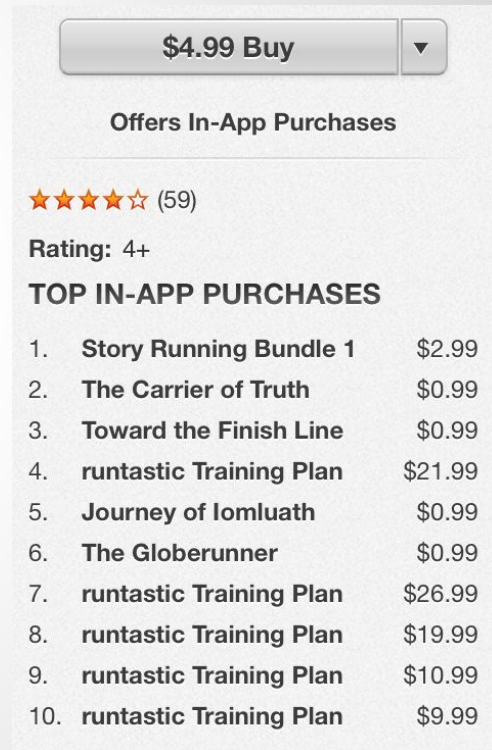 $4.99 Buy
Offers In-App Purchases
(59)
Rating: 4+
TOP IN-APP PURCHASES
1. Story Running Bundle 1 $2.99
2. The Carrier of Truth $0.99
3. Toward the Finish Line $0.99
4. runtastic Training Plan $21.99
5. Journey of Iomluath $0.99
6. The Globerunner $0.99
7. runtastic Training Plan $26.99
8. runtastic Training Plan $19.99
9. runtastic Training Plan $10.99
10. runtastic Training Plan $9.99